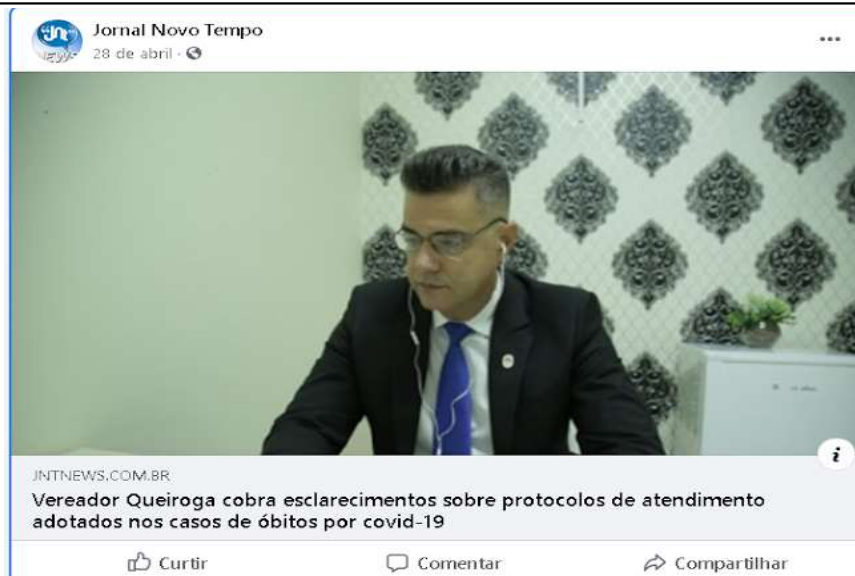 Jornal Novo Tempo
28 de abril ·
JNTNEWS.COM.BR
Vereador Queiroga cobra esclarecimentos sobre protocolos de atendimento
adotados nos casos de óbitos por covid-19
Curtir Comentar Compartilhar